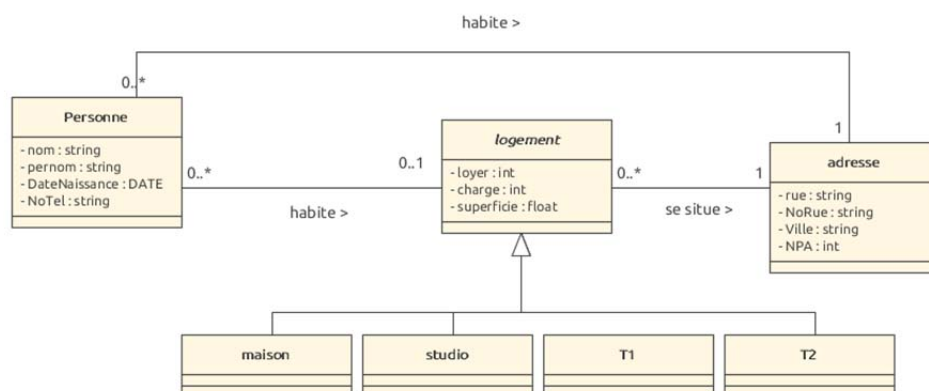 habite >
0..*
1
Personne
- nom : string
- pernom : string
- DateNaissance : DATE
- NoTel : string
0..*
habite >
0..1
logement
- loyer : int
- charge : int
- superficie : float
0..*
se situe >
1
adresse
- rue : string
- NoRue : string
- Ville : string
- NPA : int
maison
studio
T1
T2